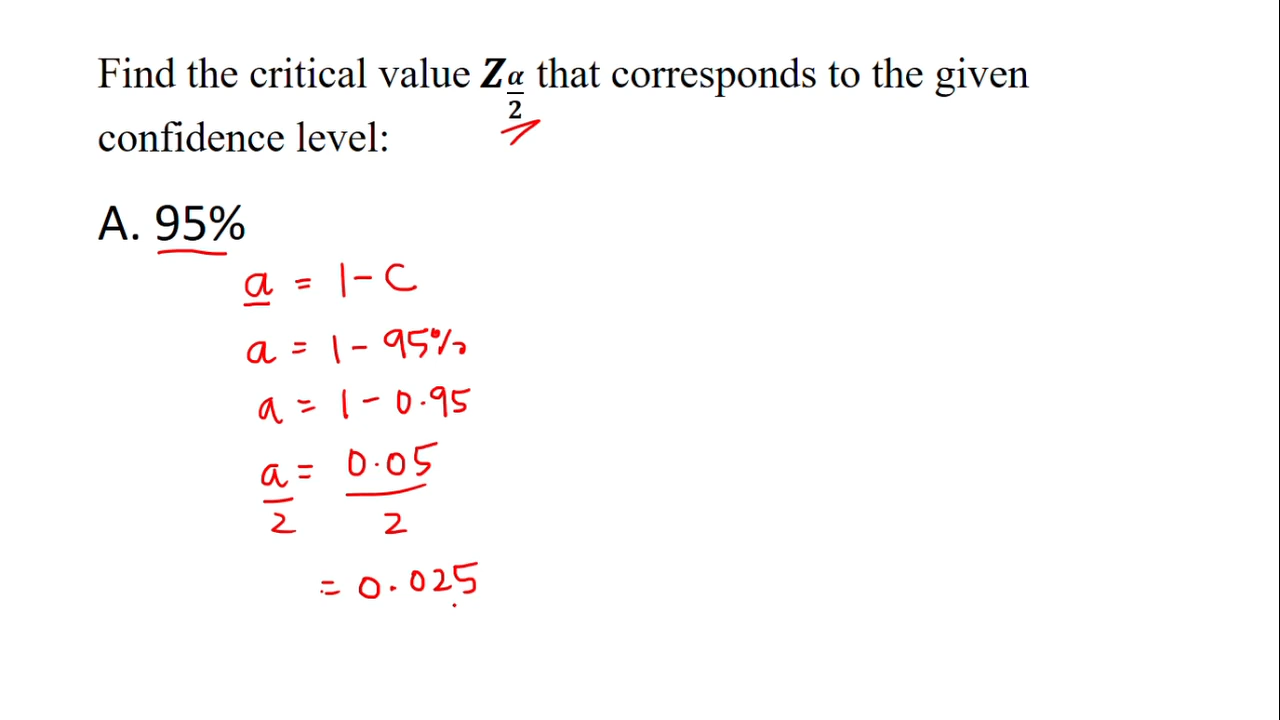 Find the critical value Zα/2 that corresponds to the given
confidence level:
A. 95%
a = 1 - C
a = 1 - 95%
a = 1 - 0.95
a/2 = 0.05/2
= 0.025